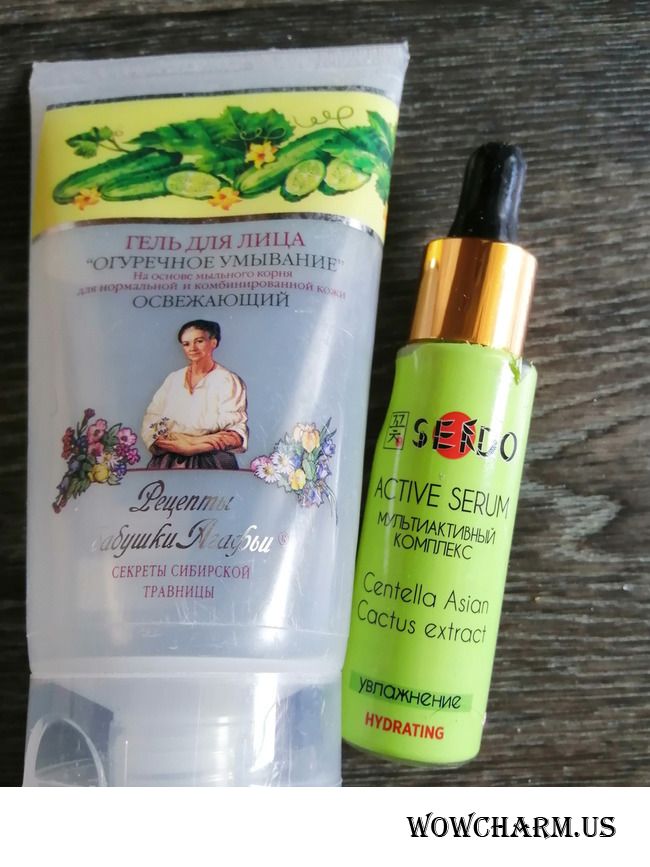 ГЕЛЬ ДЛЯ ЛИЦА
"ОГУРЕЧНОЕ УМЫВАНИЕ"
На основе мыльного корня
для нормальной и комбинированной кожи
ОСВЕЖАЮЩИЙ
Рецепты
бабушки Агафьи®
СЕКРЕТЫ СИБИРСКОЙ
ТРАВНИЦЫ
SENDO
ACTIVE SERUM
МУЛЬТИАКТИВНЫЙ
КОМПЛЕКС
Centella Asian
Cactus extract
увлажнение
HYDRATING
WOWCHARM.US